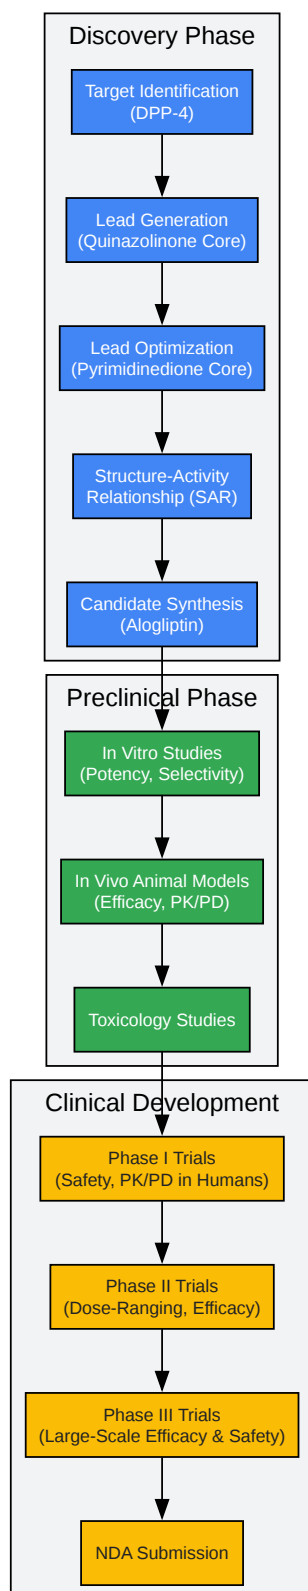 Discovery Phase
Target Identification
(DPP-4)
Lead Generation
(Quinazolinone Core)
Lead Optimization
(Pyrimidinedione Core)
Structure-Activity
Relationship (SAR)
Candidate Synthesis
(Alogliptin)
Preclinical Phase
In Vitro Studies
(Potency, Selectivity)
In Vivo Animal Models
(Efficacy, PK/PD)
Toxicology Studies
Clinical Development
Phase I Trials
(Safety, PK/PD in Humans)
Phase II Trials
(Dose-Ranging, Efficacy)
Phase III Trials
(Large-Scale Efficacy & Safety)
NDA Submission